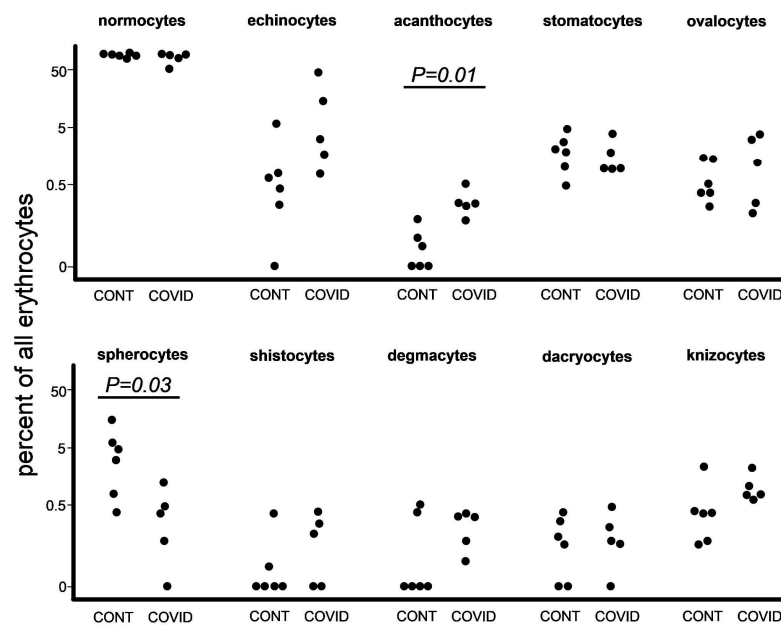 normocytes echinocytes acanthocytes stomatocytes ovalocytes
P=0.01
50
5
0.5
0
CONT COVID CONT COVID CONT COVID CONT COVID CONT COVID
percent of all erythrocytes
spherocytes shistocytes degmacytes dacryocytes knizocytes
P=0.03
50
5
0.5
0
CONT COVID CONT COVID CONT COVID CONT COVID CONT COVID